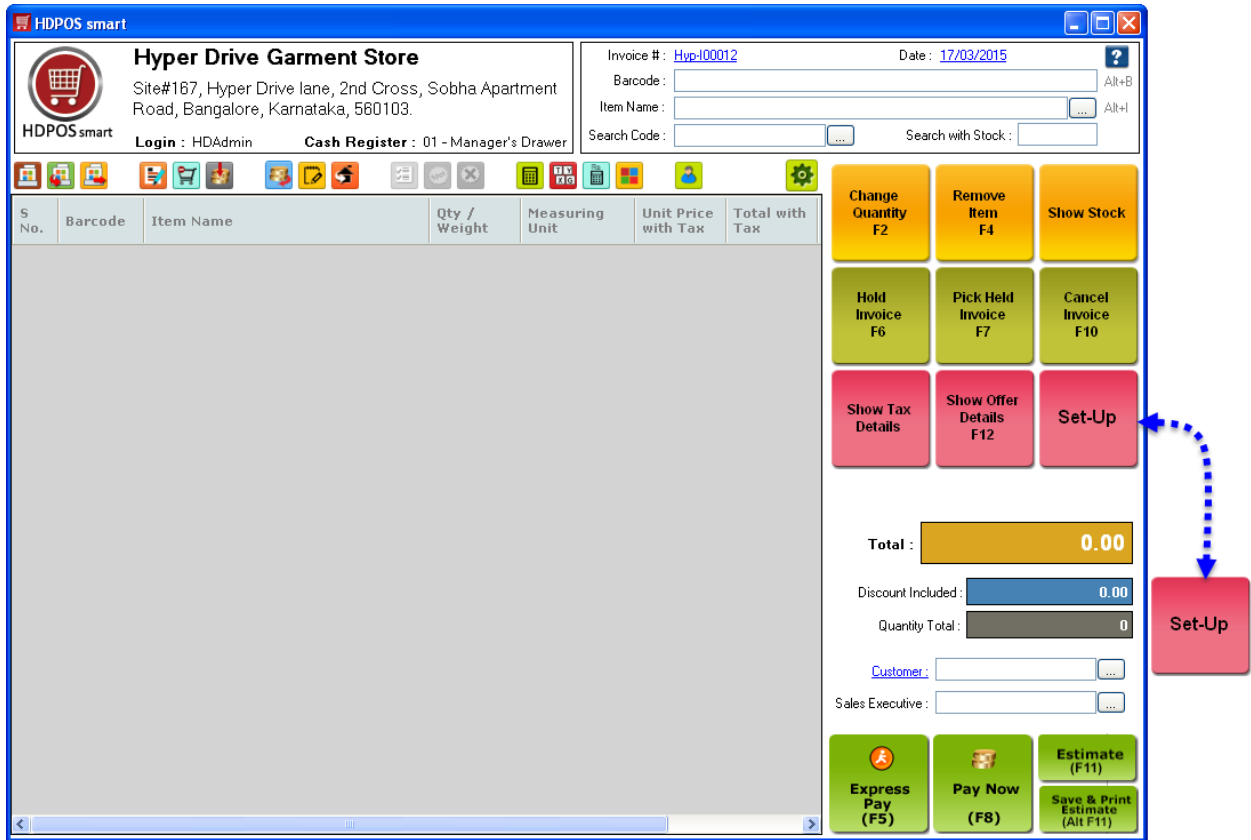 HDPOS smart
Hyper Drive Garment Store
Site#167, Hyper Drive lane, 2nd Cross, Sobha Apartment
Road, Bangalore, Karnataka, 560103.
HDPOS smart
Login : HDAdmin Cash Register : 01 - Manager's Drawer
Invoice # : Hyp-I00012 Date : 17/03/2015 ?
Barcode : Alt+B
Item Name : ... Alt+I
Search Code : ... Search with Stock :
S No. Barcode Item Name Qty / Weight Measuring Unit Unit Price with Tax Total with Tax
Change
Quantity
F2
Remove
Item
F4
Show Stock
Hold
Invoice
F6
Pick Held
Invoice
F7
Cancel
Invoice
F10
Show Tax
Details
Show Offer
Details
F12
Set-Up
Total : 0.00
Discount Included : 0.00
Quantity Total : 0
Set-Up
Customer : ...
Sales Executive : ...
Express
Pay
(F5)
Pay Now
(F8)
Estimate
(F11)
Save & Print
Estimate
(Alt F11)